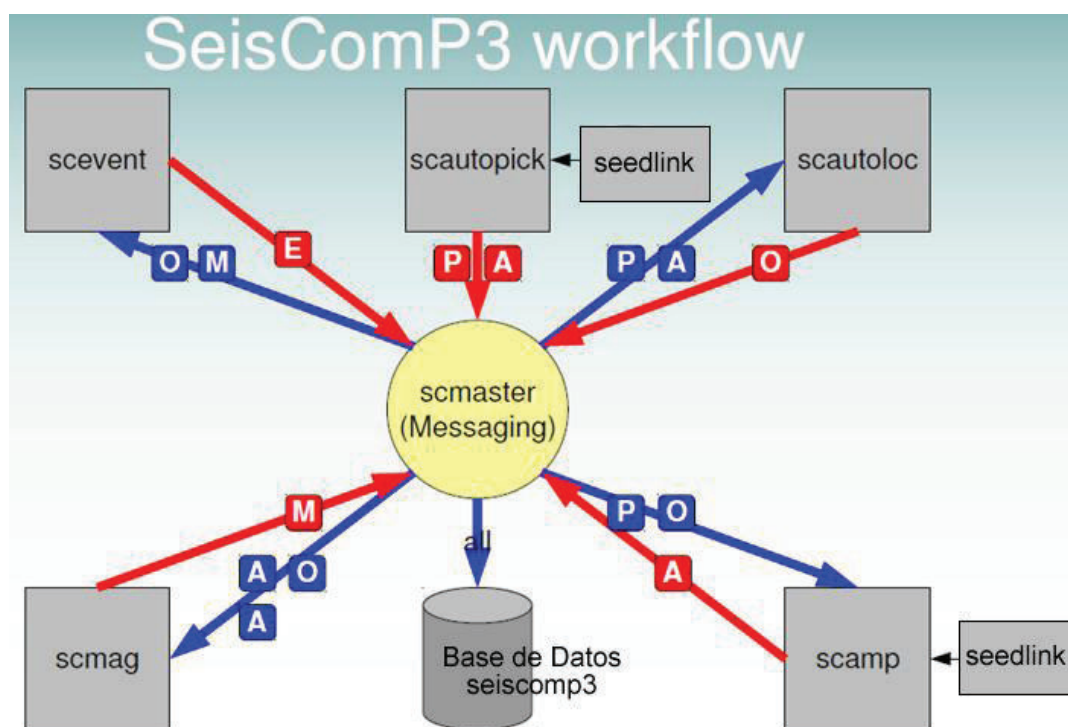 SeisComP3 workflow
scevent
scautopick
seedlink
scautoloc
O M
E
P A
P A
O
scmaster
(Messaging)
M
A O
A
all
P O
A
scmag
Base de Datos
seiscomp3
scamp
seedlink